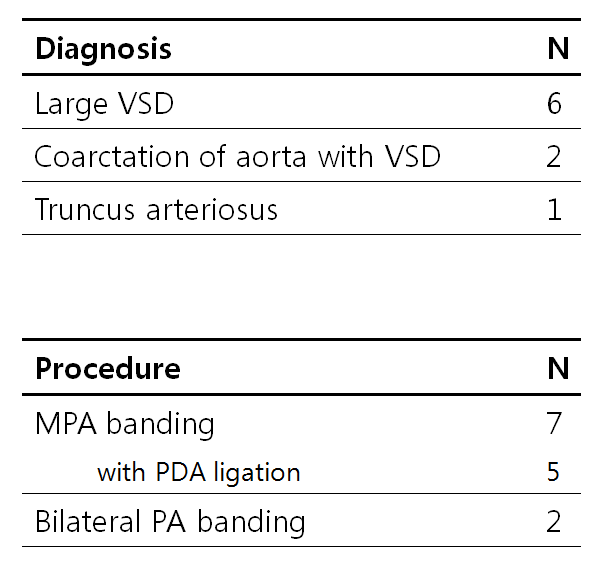 Diagnosis N
Large VSD 6
Coarctation of aorta with VSD 2
Truncus arteriosus 1
Procedure N
MPA banding 7
with PDA ligation 5
Bilateral PA banding 2